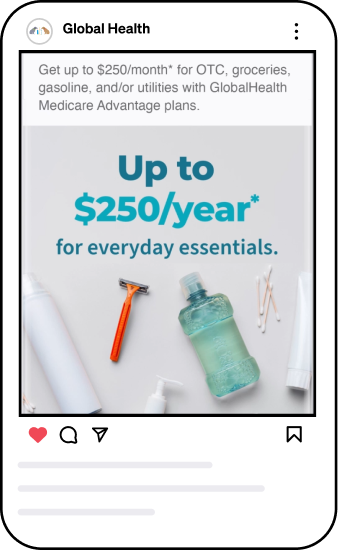 Global Health
Get up to $250/month* for OTC, groceries,
gasoline, and/or utilities with GlobalHealth
Medicare Advantage plans.
Up to
$250/year*
for everyday essentials.